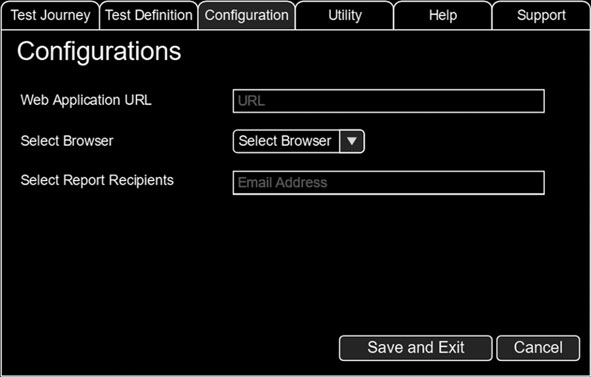 Test Journey Test Definition Configuration Utility Help Support
Configurations
Web Application URL URL
Select Browser Select Browser
Select Report Recipients Email Address
Save and Exit Cancel